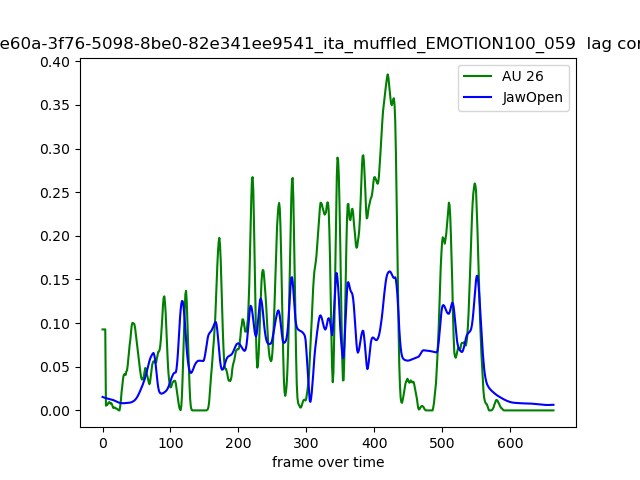 e60a-3f76-5098-8be0-82e341ee9541_ita_muffled_EMOTION100_059 lag cor
AU 26
JawOpen
0.40
0.35
0.30
0.25
0.20
0.15
0.10
0.05
0.00
0 100 200 300 400 500 600
frame over time